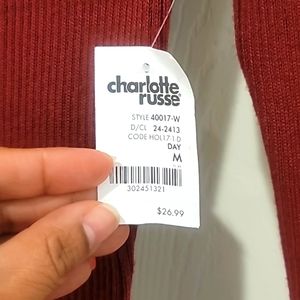 charlotte
russe
STYLE 40017-W
D/CL 24-2413
CODE HOL17-1 D
DAY
M
302451321
$26.99